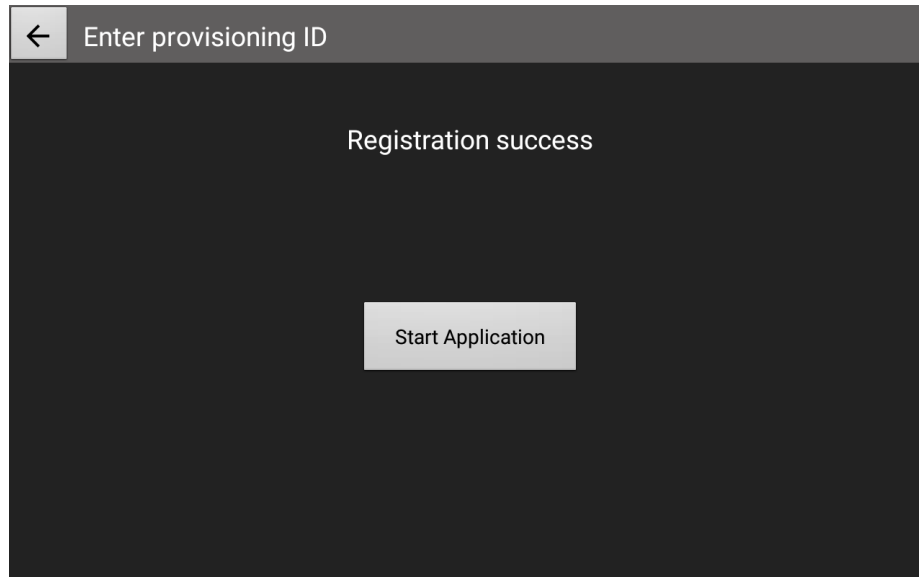 Enter provisioning ID
Registration success
Start Application